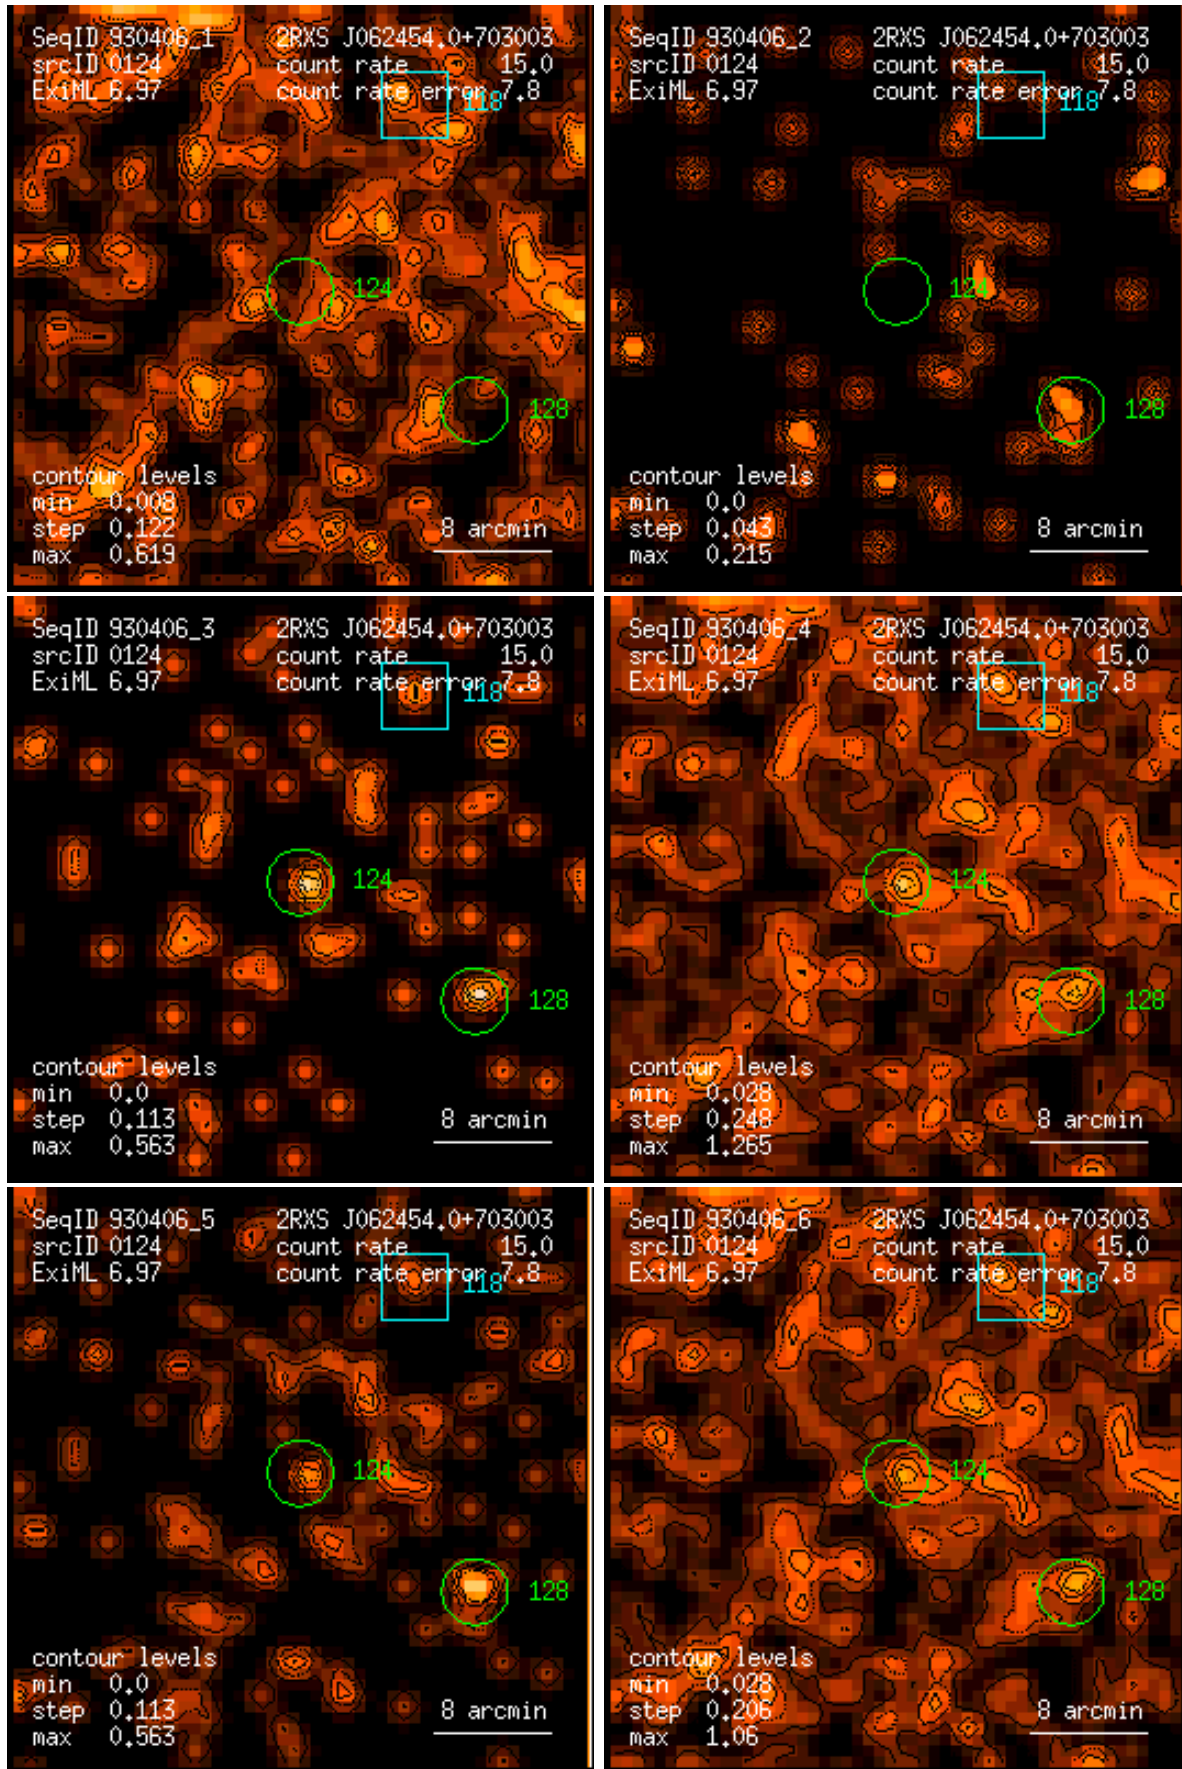 SeqID 930406_1 2RXS J062454.0+703003
srcID 0124 count rate 15.0
ExiML 6.97 count rate error 7.8
118
124
128
contour levels
min 0.008
step 0.122 8 arcmin
max 0.619
SeqID 930406_2 2RXS J062454.0+703003
srcID 0124 count rate 15.0
ExiML 6.97 count rate error 7.8
118
124
128
contour levels
min 0.0
step 0.043 8 arcmin
max 0.215
SeqID 930406_3 2RXS J062454.0+703003
srcID 0124 count rate 15.0
ExiML 6.97 count rate error 7.8
118
124
128
contour levels
min 0.0
step 0.113 8 arcmin
max 0.563
SeqID 930406_4 2RXS J062454.0+703003
srcID 0124 count rate 15.0
ExiML 6.97 count rate error 7.8
118
124
128
contour levels
min 0.028
step 0.248 8 arcmin
max 1.265
SeqID 930406_5 2RXS J062454.0+703003
srcID 0124 count rate 15.0
ExiML 6.97 count rate error 7.8
118
124
128
contour levels
min 0.0
step 0.113 8 arcmin
max 0.563
SeqID 930406_6 2RXS J062454.0+703003
srcID 0124 count rate 15.0
ExiML 6.97 count rate error 7.8
118
124
128
contour levels
min 0.028
step 0.206 8 arcmin
max 1.06